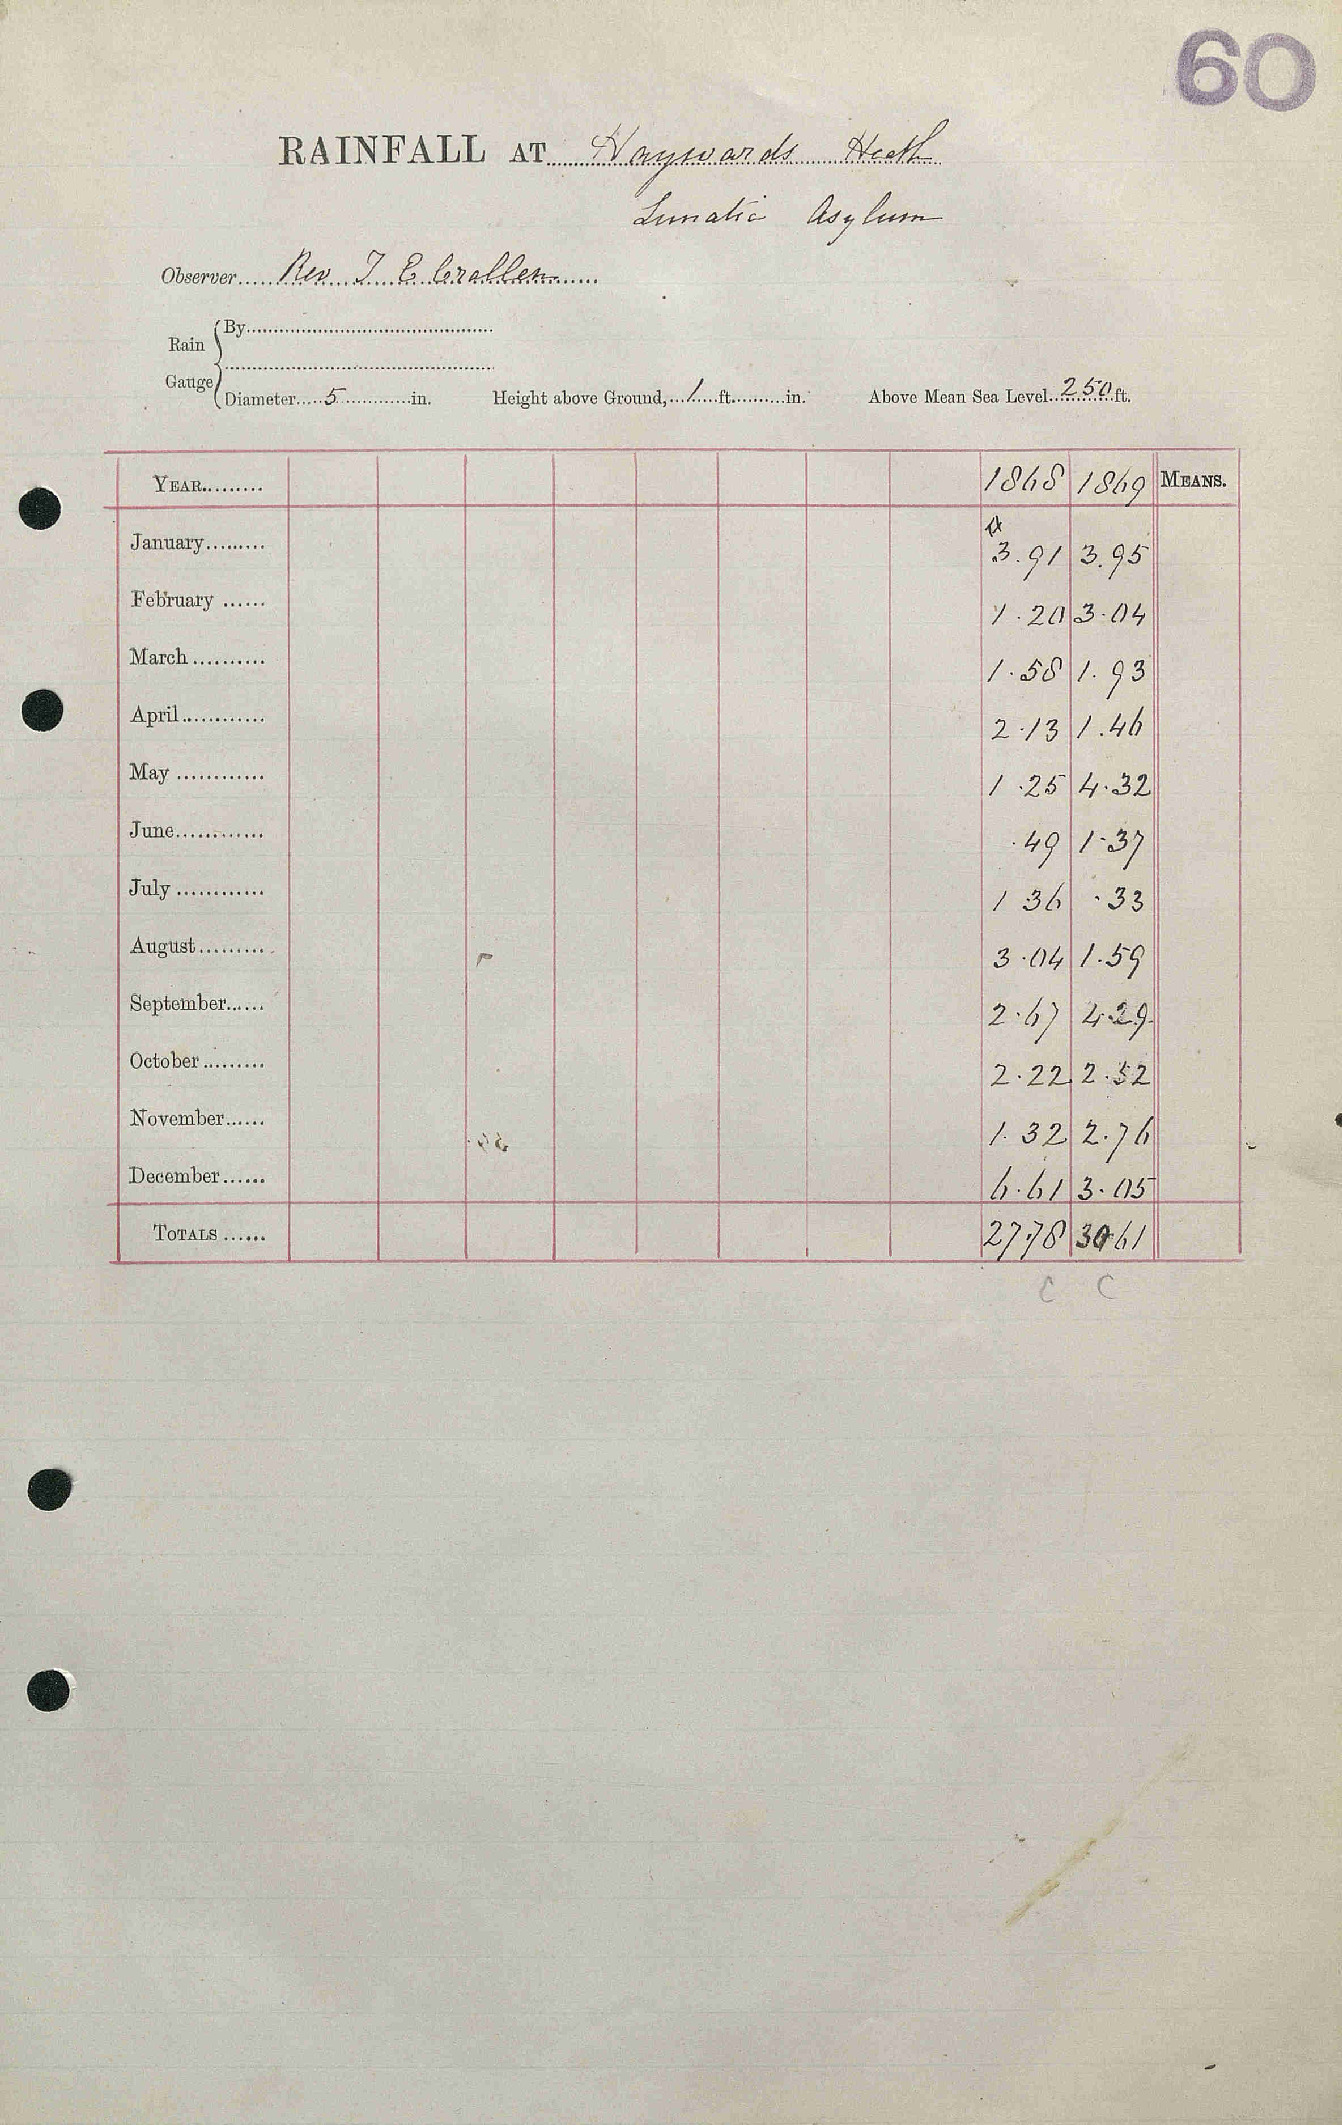 60
RAINFALL AT Haywards Heath
Lunatic Asylum
Observer Rev. T E Crallen
Rain Gauge By
Diameter 5 in. Height above Ground, 1 ft. in. Above Mean Sea Level 250 ft.
YEAR 1868 1869 MEANS.
January 3.91 3.95
February 1.20 3.04
March 1.58 1.93
April 2.13 1.46
May 1.25 4.32
June .49 1.37
July 1 36 .33
August 3.04 1.59
September 2.67 4.29
October 2.22 2.52
November 1.32 2.76
December 6.61 3.05
TOTALS 27.78 30.61
C C